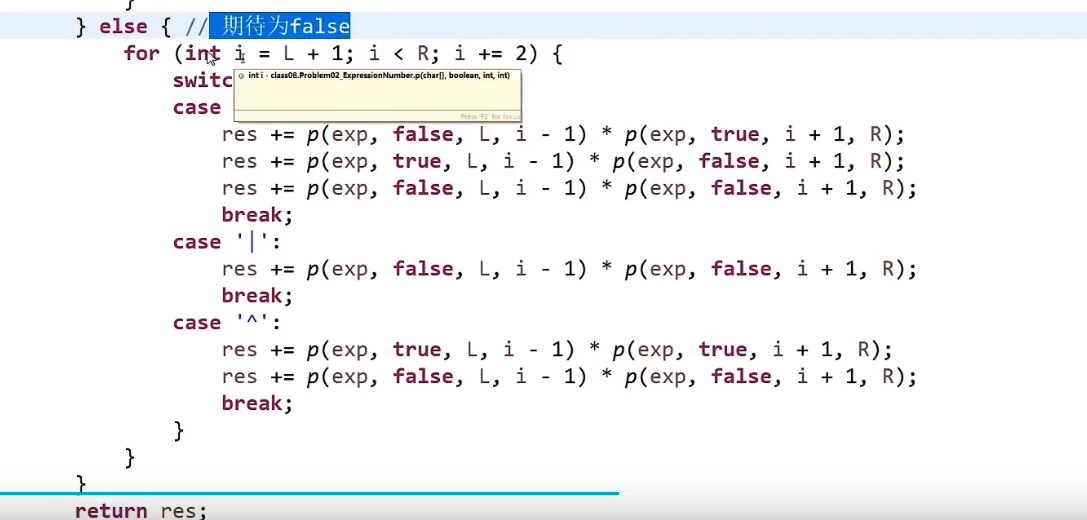 }
} else { // 期待为false
for (int i = L + 1; i < R; i += 2) {
switc
int i - class08.Problem02_ExpressionNumber.p(char[], boolean, int, int)
case
Press 'F2' for focus
res += p(exp, false, L, i - 1) * p(exp, true, i + 1, R);
res += p(exp, true, L, i - 1) * p(exp, false, i + 1, R);
res += p(exp, false, L, i - 1) * p(exp, false, i + 1, R);
break;
case '|':
res += p(exp, false, L, i - 1) * p(exp, false, i + 1, R);
break;
case '^':
res += p(exp, true, L, i - 1) * p(exp, true, i + 1, R);
res += p(exp, false, L, i - 1) * p(exp, false, i + 1, R);
break;
}
}
}
return res;